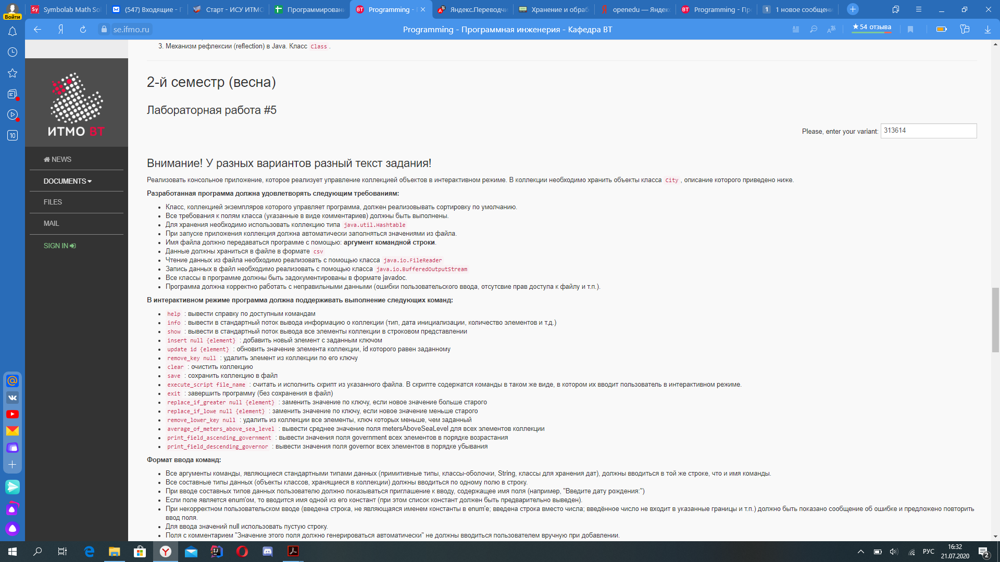 Symbolab Math So
(547) Входящие - П
Старт - ИСУ ИТМО
Программировани
Programming -
Яндекс.Переводчи
Хранение и обраб
openedu — Яндекс
Programming - Пр
1 новое сообщени
Войти
se.ifmo.ru
Programming - Программная инженерия - Кафедра ВТ
★54 отзыва
10
3. Механизм рефлексии (reflection) в Java. Класс Class.
ИТМО ВТ
NEWS
DOCUMENTS
FILES
MAIL
SIGN IN
2-й семестр (весна)
Лабораторная работа #5
Please, enter your variant: 313614
Внимание! У разных вариантов разный текст задания!
Реализовать консольное приложение, которое реализует управление коллекцией объектов в интерактивном режиме. В коллекции необходимо хранить объекты класса City, описание которого приведено ниже.
Разработанная программа должна удовлетворять следующим требованиям:
Класс, коллекцией экземпляров которого управляет программа, должен реализовывать сортировку по умолчанию.
Все требования к полям класса (указанные в виде комментариев) должны быть выполнены.
Для хранения необходимо использовать коллекцию типа java.util.Hashtable
При запуске приложения коллекция должна автоматически заполняться значениями из файла.
Имя файла должно передаваться программе с помощью: аргумент командной строки.
Данные должны храниться в файле в формате csv
Чтение данных из файла необходимо реализовать с помощью класса java.io.FileReader
Запись данных в файл необходимо реализовать с помощью класса java.io.BufferedOutputStream
Все классы в программе должны быть задокументированы в формате javadoc.
Программа должна корректно работать с неправильными данными (ошибки пользовательского ввода, отсутсвие прав доступа к файлу и т.п.).
В интерактивном режиме программа должна поддерживать выполнение следующих команд:
help : вывести справку по доступным командам
info : вывести в стандартный поток вывода информацию о коллекции (тип, дата инициализации, количество элементов и т.д.)
show : вывести в стандартный поток вывода все элементы коллекции в строковом представлении
insert null {element} : добавить новый элемент с заданным ключом
update id {element} : обновить значение элемента коллекции, id которого равен заданному
remove_key null : удалить элемент из коллекции по его ключу
clear : очистить коллекцию
save : сохранить коллекцию в файл
execute_script file_name : считать и исполнить скрипт из указанного файла. В скрипте содержатся команды в таком же виде, в котором их вводит пользователь в интерактивном режиме.
exit : завершить программу (без сохранения в файл)
replace_if_greater null {element} : заменить значение по ключу, если новое значение больше старого
replace_if_lowe null {element} : заменить значение по ключу, если новое значение меньше старого
remove_lower_key null : удалить из коллекции все элементы, ключ которых меньше, чем заданный
average_of_meters_above_sea_level : вывести среднее значение поля metersAboveSeaLevel для всех элементов коллекции
print_field_ascending_government : вывести значения поля government всех элементов в порядке возрастания
print_field_descending_governor : вывести значения поля governor всех элементов в порядке убывания
Формат ввода команд:
Все аргументы команды, являющиеся стандартными типами данных (примитивные типы, классы-оболочки, String, классы для хранения дат), должны вводиться в той же строке, что и имя команды.
Все составные типы данных (объекты классов, хранящиеся в коллекции) должны вводиться по одному полю в строку.
При вводе составных типов данных пользователю должно показываться приглашение к вводу, содержащее имя поля (например, "Введите дату рождения:")
Если поле является enum'ом, то вводится имя одной из его констант (при этом список констант должен быть предварительно выведен).
При некорректном пользовательском вводе (введена строка, не являющаяся именем константы в enum'е; введена строка вместо числа; введённое число не входит в указанные границы и т.п.) должно быть показано сообщение об ошибке и предложено повторить
ввод поля.
Для ввода значений null использовать пустую строку.
Поля с комментарием "Значение этого поля должно генерироваться автоматически" не должны вводиться пользователем вручную при добавлении.
РУС
16:32
21.07.2020
2